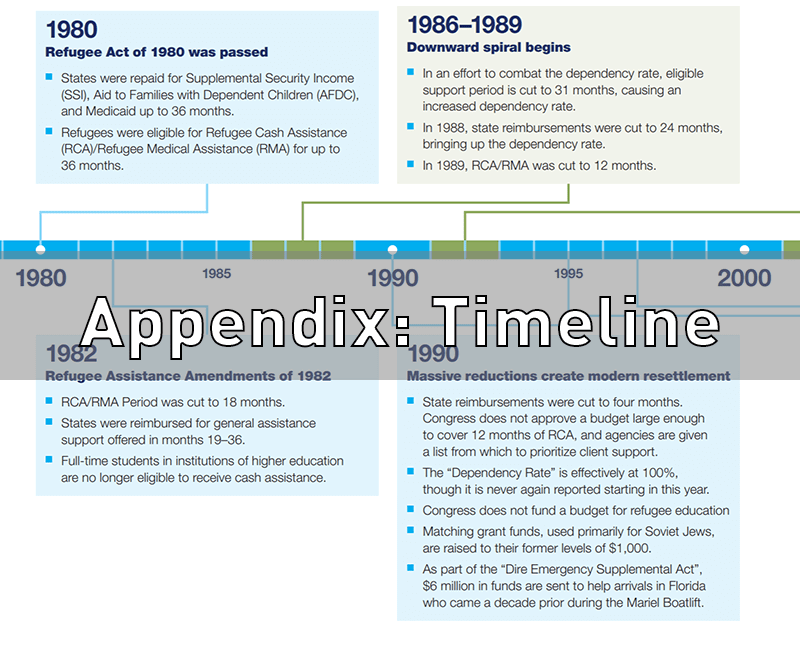 1980
Refugee Act of 1980 was passed
States were repaid for Supplemental Security Income
(SSI), Aid to Families with Dependent Children (AFDC),
and Medicaid up to 36 months.
Refugees were eligible for Refugee Cash Assistance
(RCA)/Refugee Medical Assistance (RMA) for up to
36 months.
1986–1989
Downward spiral begins
In an effort to combat the dependency rate, eligible
support period is cut to 31 months, causing an
increased dependency rate.
In 1988, state reimbursements were cut to 24 months,
bringing up the dependency rate.
In 1989, RCA/RMA was cut to 12 months.
1980
1985
1990
1995
2000
Appendix: Timeline
1982
Refugee Assistance Amendments of 1982
RCA/RMA Period was cut to 18 months.
States were reimbursed for general assistance
support offered in months 19–36.
Full-time students in institutions of higher education
are no longer eligible to receive cash assistance.
1990
Massive reductions create modern resettlement
State reimbursements were cut to four months.
Congress does not approve a budget large enough
to cover 12 months of RCA, and agencies are given
a list from which to prioritize client support.
The “Dependency Rate” is effectively at 100%,
though it is never again reported starting in this year.
Congress does not fund a budget for refugee education
Matching grant funds, used primarily for Soviet Jews,
are raised to their former levels of $1,000.
As part of the “Dire Emergency Supplemental Act”,
$6 million in funds are sent to help arrivals in Florida
who came a decade prior during the Mariel Boatlift.